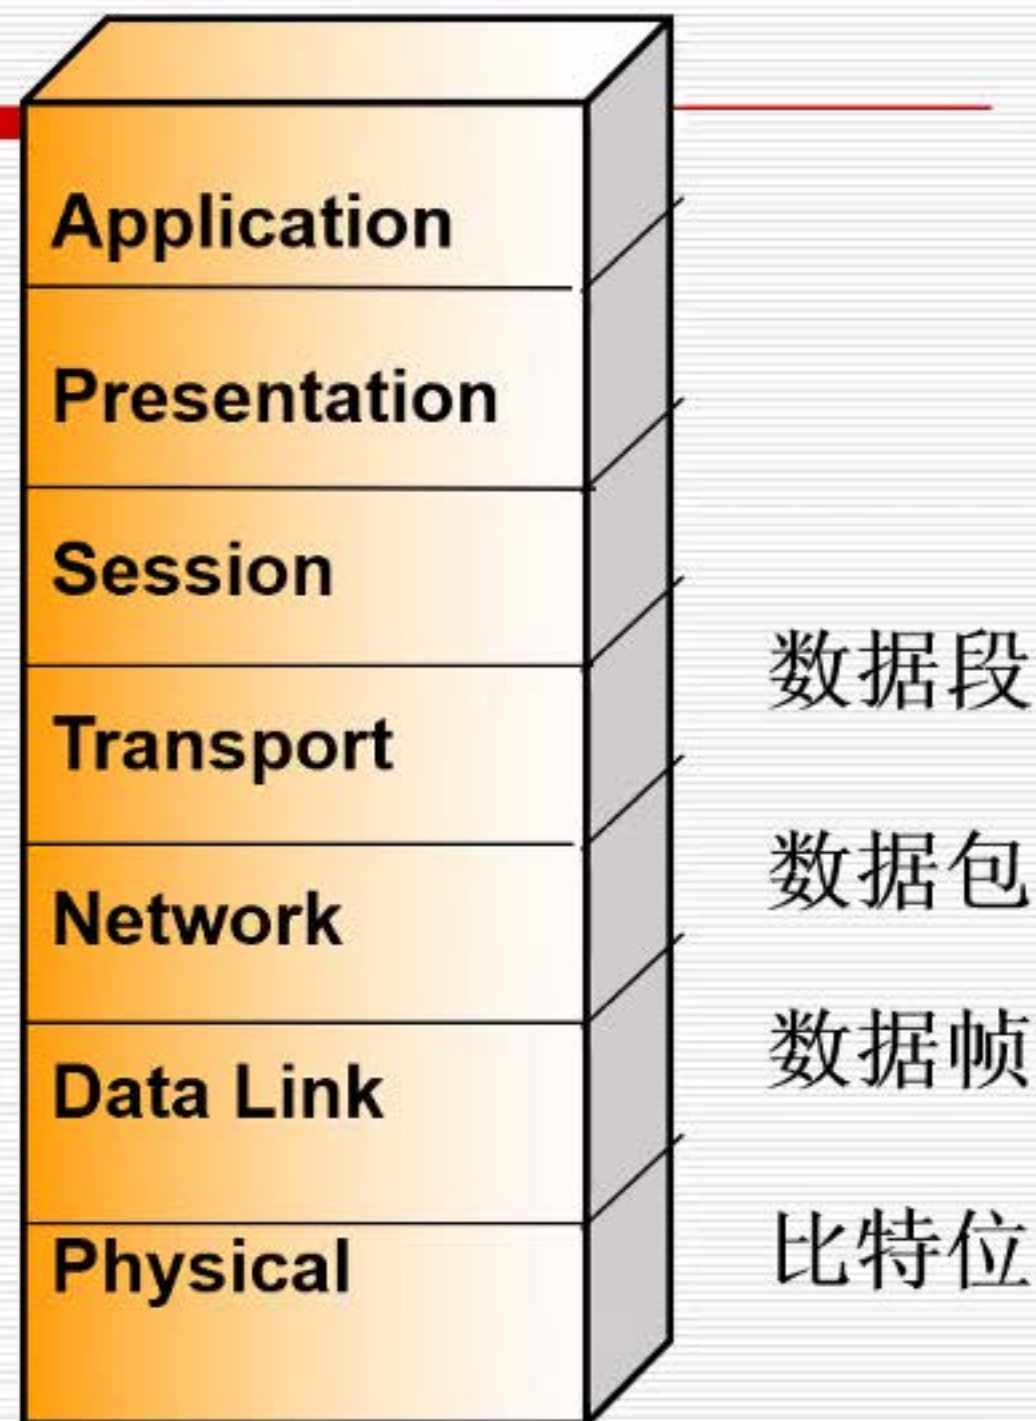 Application
Presentation
Session
数据段
Transport
数据包
Network
数据帧
Data Link
比特位
Physical